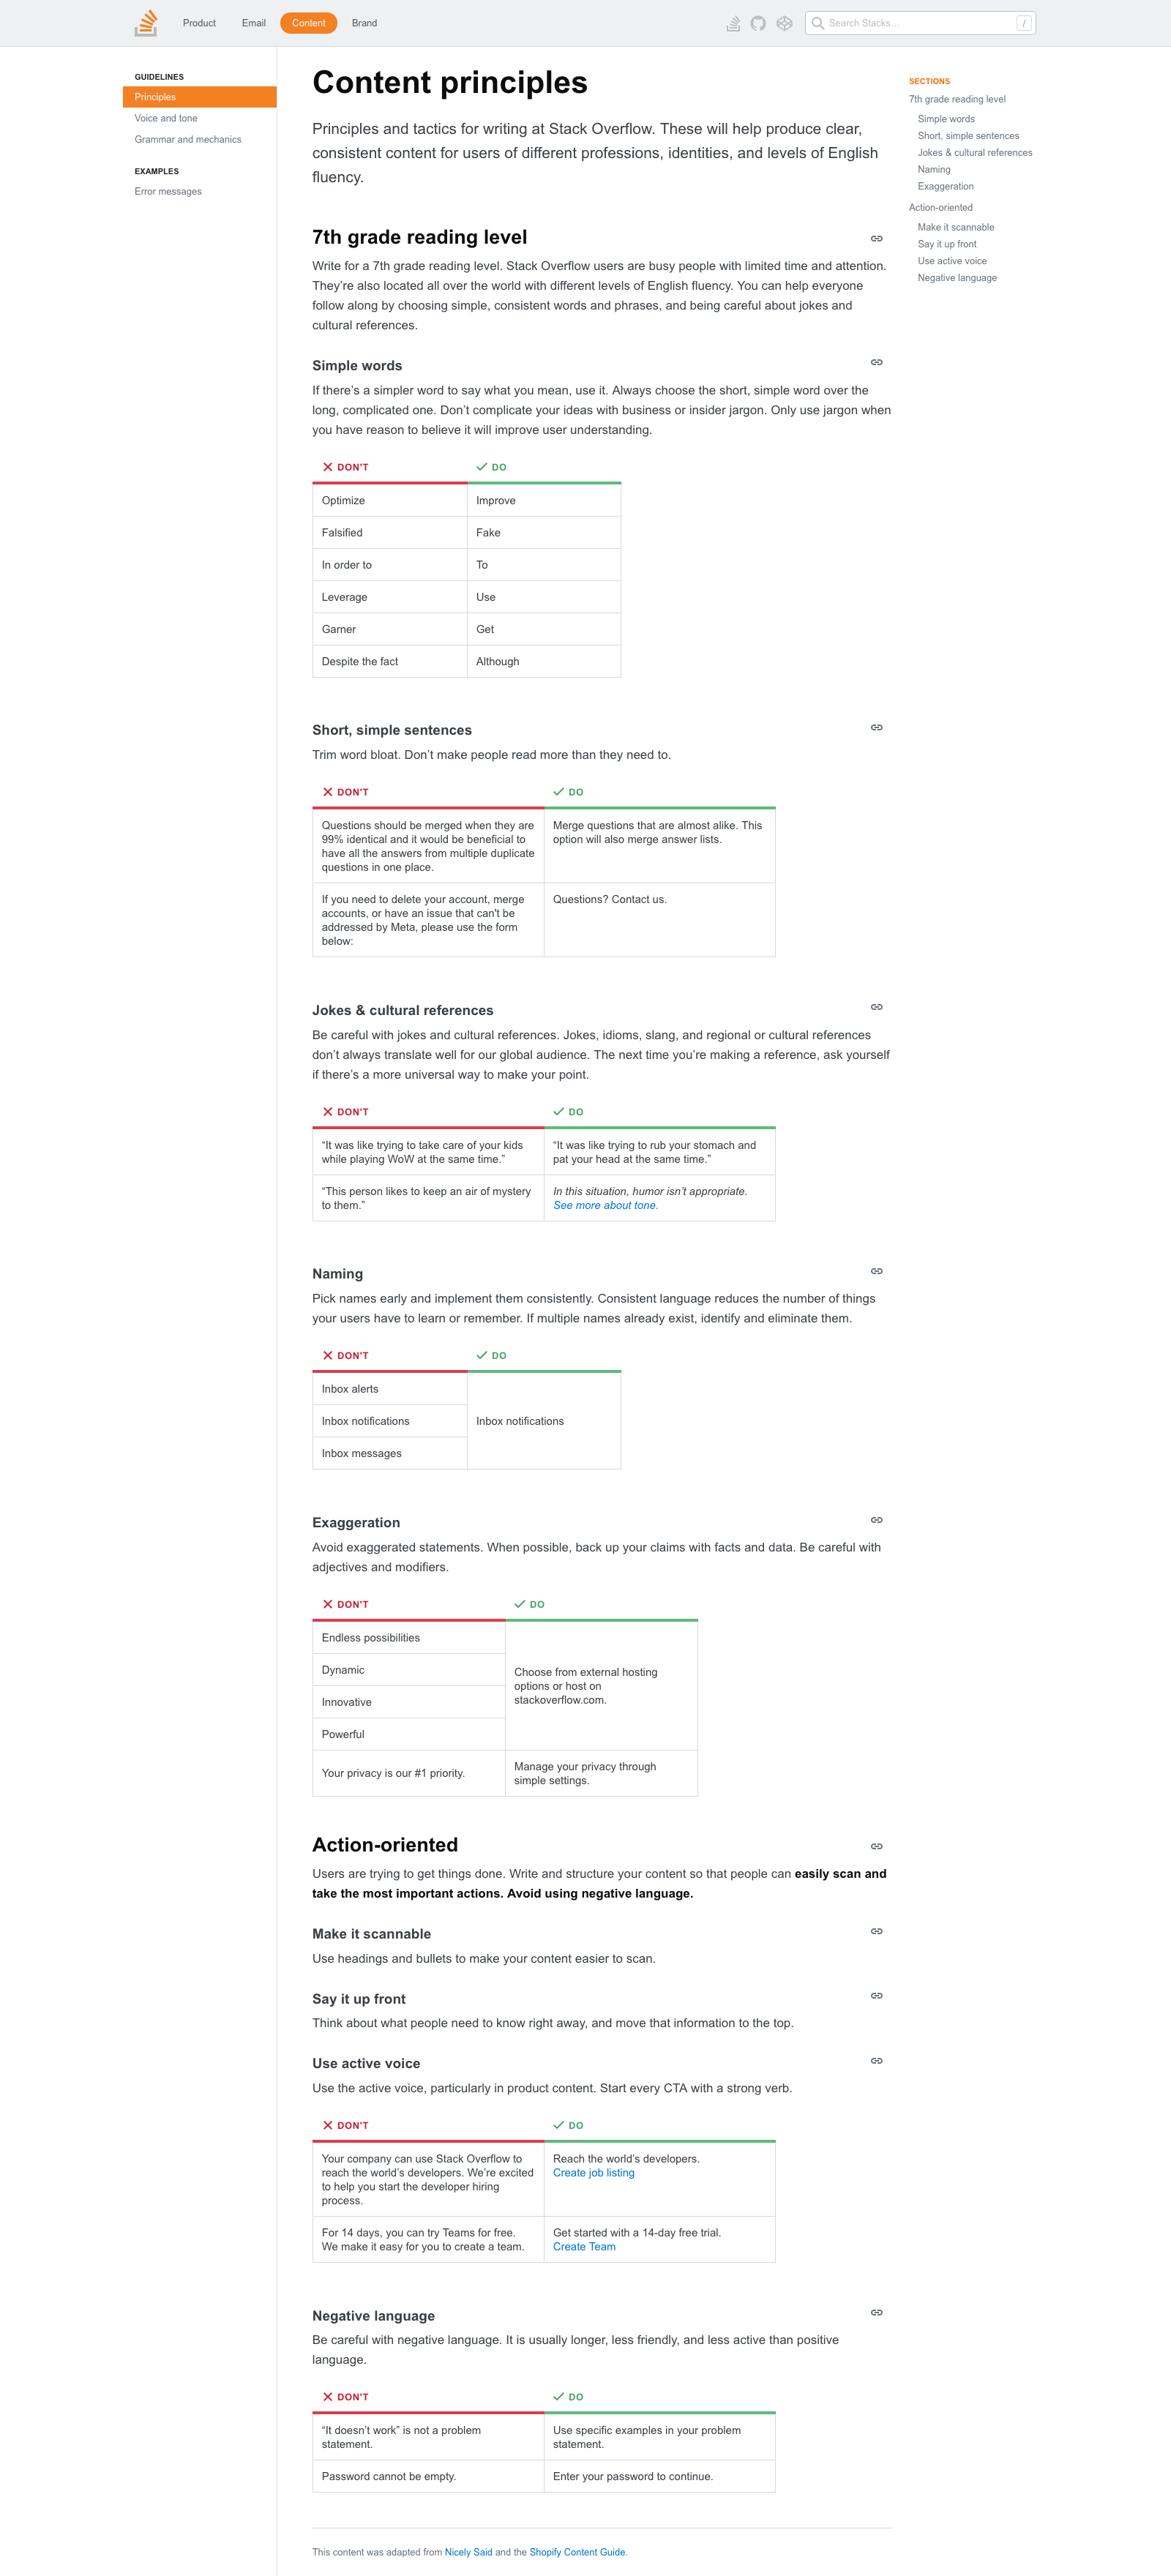 Product Email Content Brand
Search Stacks…
/
GUIDELINES
Principles
Voice and tone
Grammar and mechanics
EXAMPLES
Error messages
Content principles
Principles and tactics for writing at Stack Overflow. These will help produce clear,
consistent content for users of different professions, identities, and levels of English
fluency.
7th grade reading level
Write for a 7th grade reading level. Stack Overflow users are busy people with limited time and attention.
They’re also located all over the world with different levels of English fluency. You can help everyone
follow along by choosing simple, consistent words and phrases, and being careful about jokes and
cultural references.
Simple words
If there’s a simpler word to say what you mean, use it. Always choose the short, simple word over the
long, complicated one. Don’t complicate your ideas with business or insider jargon. Only use jargon when
you have reason to believe it will improve user understanding.
DON'T DO
Optimize Improve
Falsified Fake
In order to To
Leverage Use
Garner Get
Despite the fact Although
Short, simple sentences
Trim word bloat. Don’t make people read more than they need to.
DON'T DO
Questions should be merged when they are
99% identical and it would be beneficial to
have all the answers from multiple duplicate
questions in one place.
Merge questions that are almost alike. This
option will also merge answer lists.
If you need to delete your account, merge
accounts, or have an issue that can't be
addressed by Meta, please use the form
below:
Questions? Contact us.
Jokes & cultural references
Be careful with jokes and cultural references. Jokes, idioms, slang, and regional or cultural references
don’t always translate well for our global audience. The next time you’re making a reference, ask yourself
if there’s a more universal way to make your point.
DON'T DO
“It was like trying to take care of your kids
while playing WoW at the same time.”
“It was like trying to rub your stomach and
pat your head at the same time.”
“This person likes to keep an air of mystery
to them.”
In this situation, humor isn’t appropriate.
See more about tone.
Naming
Pick names early and implement them consistently. Consistent language reduces the number of things
your users have to learn or remember. If multiple names already exist, identify and eliminate them.
DON'T DO
Inbox alerts
Inbox notifications
Inbox messages
Inbox notifications
Exaggeration
Avoid exaggerated statements. When possible, back up your claims with facts and data. Be careful with
adjectives and modifiers.
DON'T DO
Endless possibilities
Dynamic
Innovative
Powerful
Choose from external hosting
options or host on
stackoverflow.com.
Your privacy is our #1 priority.
Manage your privacy through
simple settings.
Action-oriented
Users are trying to get things done. Write and structure your content so that people can easily scan and
take the most important actions. Avoid using negative language.
Make it scannable
Use headings and bullets to make your content easier to scan.
Say it up front
Think about what people need to know right away, and move that information to the top.
Use active voice
Use the active voice, particularly in product content. Start every CTA with a strong verb.
DON'T DO
Your company can use Stack Overflow to
reach the world’s developers. We’re excited
to help you start the developer hiring
process.
Reach the world’s developers.
Create job listing
For 14 days, you can try Teams for free.
We make it easy for you to create a team.
Get started with a 14-day free trial.
Create Team
Negative language
Be careful with negative language. It is usually longer, less friendly, and less active than positive
language.
DON'T DO
“It doesn’t work” is not a problem
statement.
Use specific examples in your problem
statement.
Password cannot be empty.
Enter your password to continue.
This content was adapted from Nicely Said and the Shopify Content Guide.
SECTIONS
7th grade reading level
Simple words
Short, simple sentences
Jokes & cultural references
Naming
Exaggeration
Action-oriented
Make it scannable
Say it up front
Use active voice
Negative language